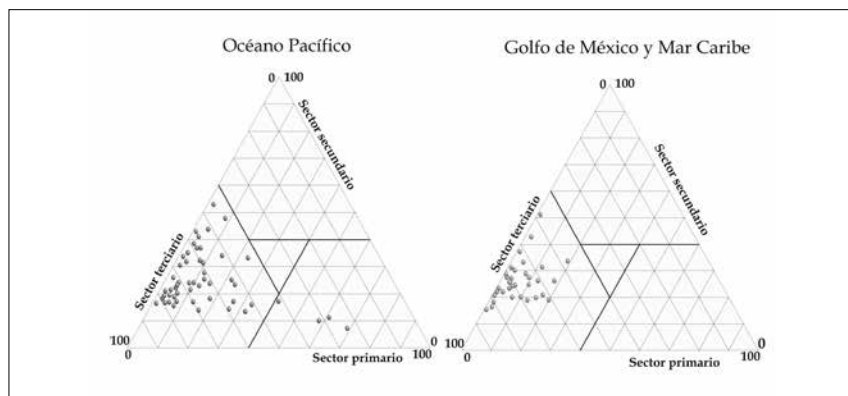 Océano Pacífico
0 100
Sector secundario
Sector terciario
100
0
Sector primario
0
100
Golfo de México y Mar Caribe
0 100
Sector secundario
Sector terciario
100
0
Sector primario
0
100